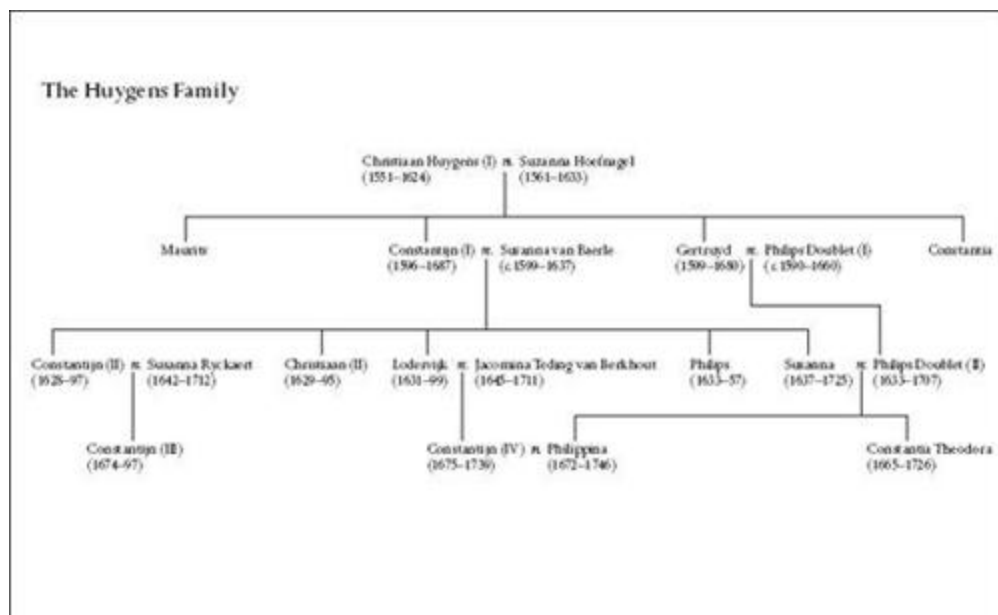 The Huygens Family
Christiaan Huygens (I) m. Suzanna Hoefnagel
(1551–1624) (1561–1633)
Maurits Constantijn (I) m. Susanna van Baerle Gertruyd m. Philips Doublet (I) Constantia
(1596–1687) (c.1599–1637) (1599–1680) (c.1590–1660)
Constantijn (II) m. Susanna Ryckaert Christiaan (II) Lodewijk m. Jacomina Teding van Berkhout Philips Susanna m. Philips Doublet (II)
(1628–97) (1642–1712) (1629–95) (1631–99) (1645–1711) (1633–57) (1637–1725) (1633–1707)
Constantijn (III) Constantijn (IV) m. Philippina Constantia Theodora
(1674–97) (1675–1739) (1672–1746) (1665–1726)